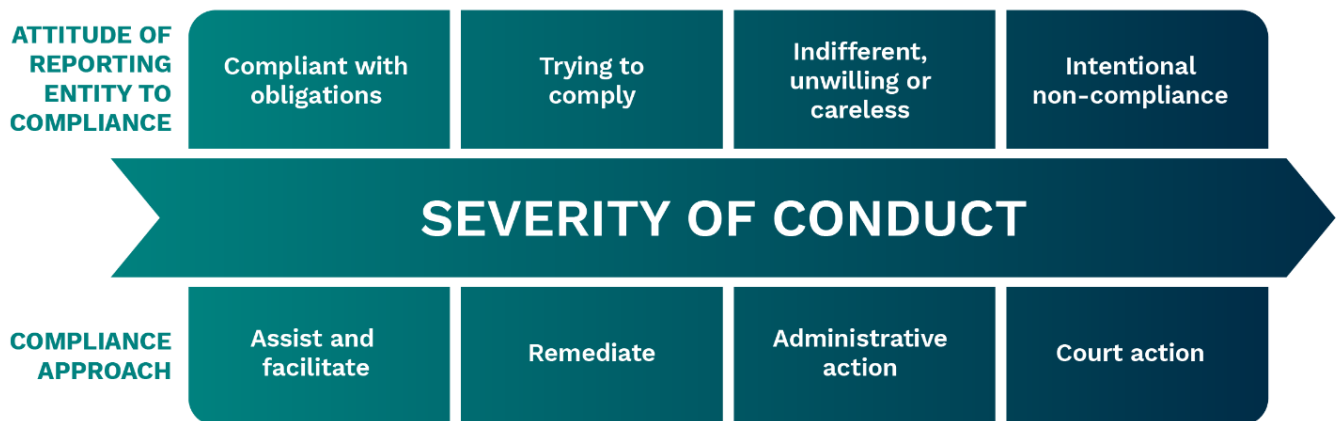 ATTITUDE OF
REPORTING
ENTITY TO
COMPLIANCE
Compliant with
obligations
Trying to
comply
Indifferent,
unwilling or
careless
Intentional
non-compliance
SEVERITY OF CONDUCT
COMPLIANCE
APPROACH
Assist and
facilitate
Remediate
Administrative
action
Court action